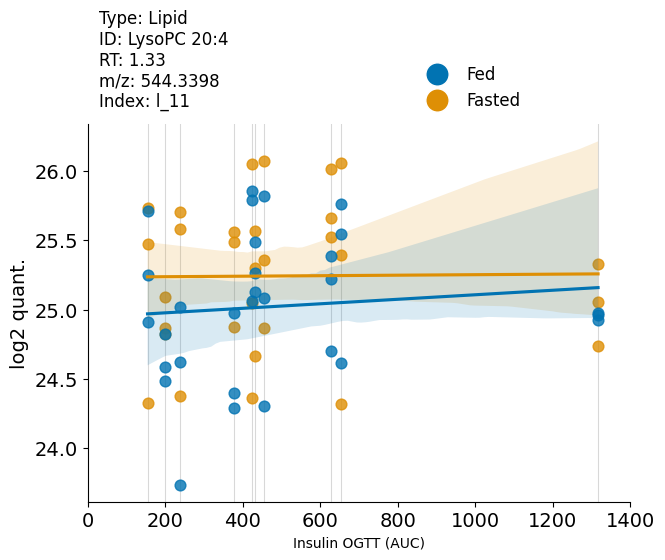 Type: Lipid
ID: LysoPC 20:4
RT: 1.33
m/z: 544.3398
Index: l_11
Fed
Fasted
log2 quant.
26.0
25.5
25.0
24.5
24.0
0 200 400 600 800 1000 1200 1400
Insulin OGTT (AUC)